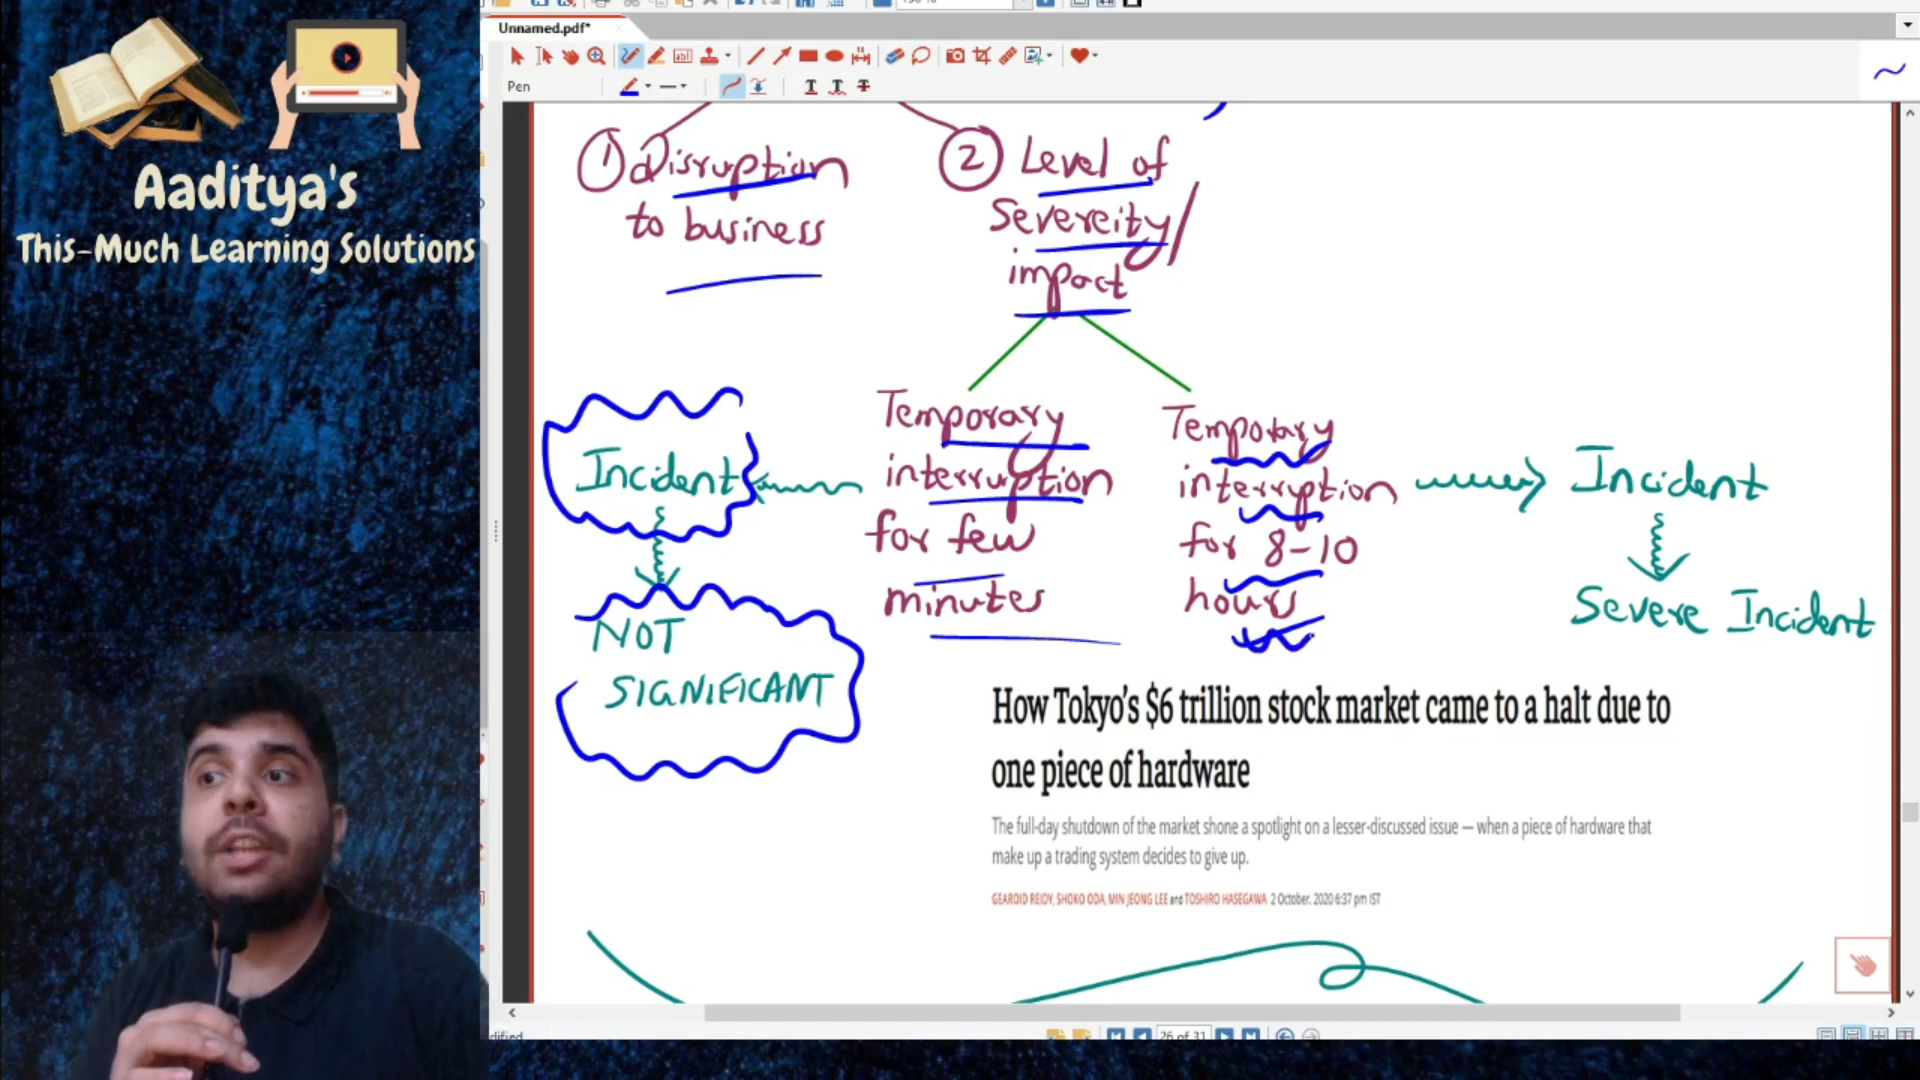 Aaditya's
This-Much Learning Solutions
Unnamed.pdf*
Pen
① Disruption
to business
② Level of
Severeity/
impact
Temporary
interruption
for few
minutes
Temporary
interruption
for 8-10
hours
Incident
NOT
SIGNIFICANT
Incident
Severe Incident
How Tokyo's $6 trillion stock market came to a halt due to
one piece of hardware
The full-day shutdown of the market shone a spotlight on a lesser-discussed issue — when a piece of hardware that
make up a trading system decides to give up.
GEAROID REIDY, SHOKO ODA, MIN JEONG LEE and TOSHIRO HASEGAWA 2 October, 2020 6:37 pm IST
26 of 31